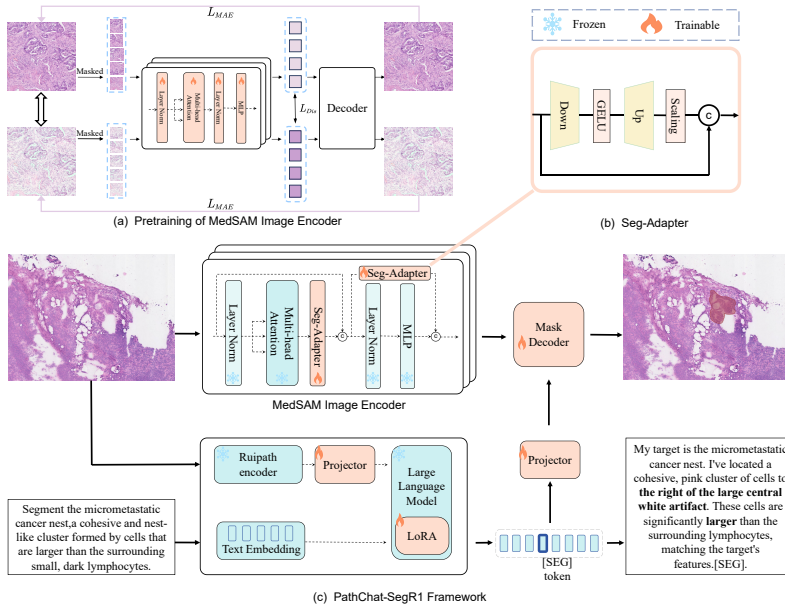 L_MAE
Frozen
Trainable
Masked
Layer Norm
Multi-head
Attention
Layer Norm
MLP
L_Dis
Decoder
Masked
L_MAE
(a) Pretraining of MedSAM Image Encoder
Down
GELU
Up
Scaling
C
(b) Seg-Adapter
Layer Norm
Multi-head
Attention
Seg-Adapter
C
Seg-Adapter
Layer Norm
MLP
C
MedSAM Image Encoder
Mask
Decoder
Ruipath
encoder
Projector
Large
Language
Model
LoRA
Text Embedding
Projector
[SEG]
token
Segment the micrometastatic
cancer nest,a cohesive and nest-
like cluster formed by cells that
are larger than the surrounding
small, dark lymphocytes.
My target is the micrometastatic
cancer nest. I've located a
cohesive, pink cluster of cells to
the right of the large central
white artifact. These cells are
significantly larger than the
surrounding lymphocytes,
matching the target's
features.[SEG].
(c) PathChat-SegR1 Framework